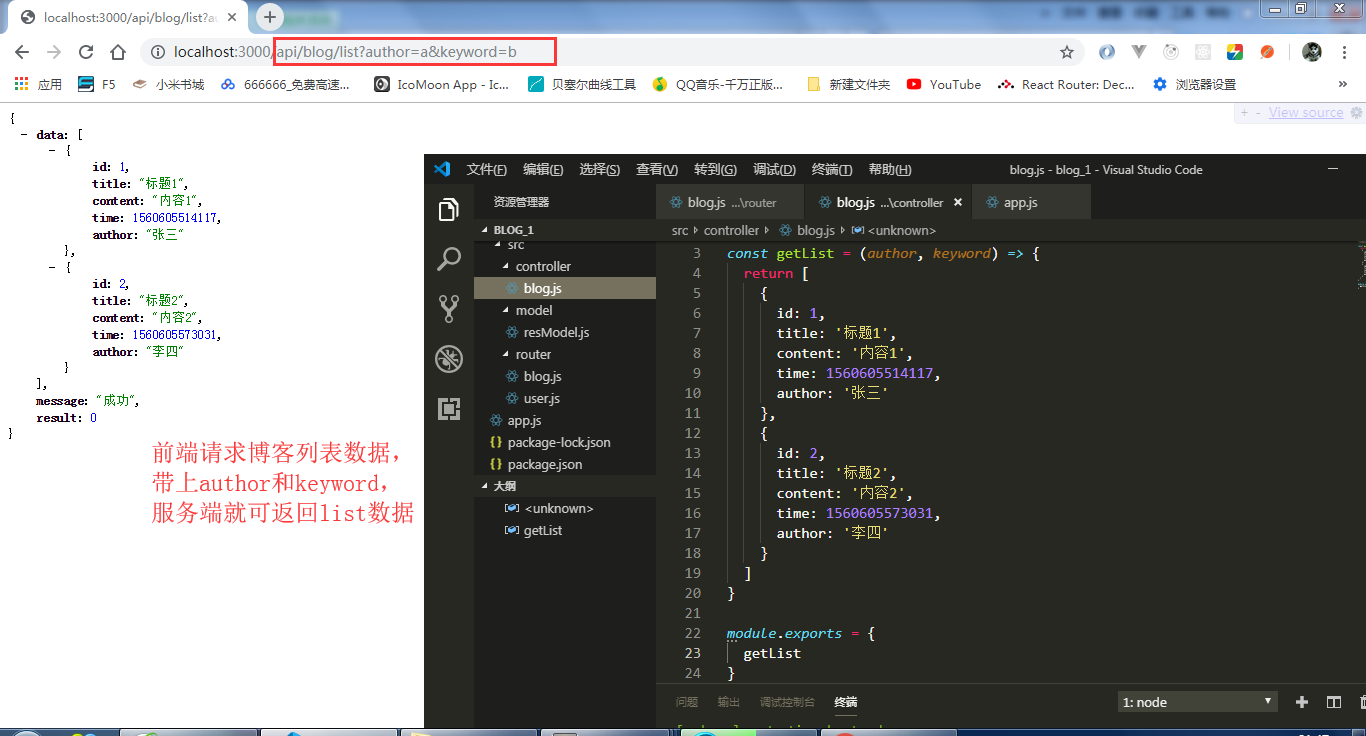 localhost:3000/api/blog/list?au
localhost:3000/api/blog/list?author=a&keyword=b
应用 F5 小米书城 666666_免费高速... IcoMoon App - Ic... 贝塞尔曲线工具 QQ音乐-千万正版... 新建文件夹 YouTube React Router: Dec... 浏览器设置 »
+ - View source
{
- data: [
- {
id: 1,
title: "标题1",
content: "内容1",
time: 1560605514117,
author: "张三"
},
- {
id: 2,
title: "标题2",
content: "内容2",
time: 1560605573031,
author: "李四"
}
],
message: "成功",
result: 0
}
前端请求博客列表数据，
带上author和keyword，
服务端就可返回list数据
文件(F) 编辑(E) 选择(S) 查看(V) 转到(G) 调试(D) 终端(T) 帮助(H) blog.js - blog_1 - Visual Studio Code
资源管理器
BLOG_1
src
controller
blog.js
model
resModel.js
router
blog.js
user.js
app.js
{} package-lock.json
{} package.json
大纲
<unknown>
getList
blog.js ...\router blog.js ...\controller × app.js
src controller blog.js <unknown>
3 const getList = (author, keyword) => {
4 return [
5 {
6 id: 1,
7 title: '标题1',
8 content: '内容1',
9 time: 1560605514117,
10 author: '张三'
11 },
12 {
13 id: 2,
14 title: '标题2',
15 content: '内容2',
16 time: 1560605573031,
17 author: '李四'
18 }
19 ]
20 }
21
22 module.exports = {
23 getList
24 }
问题 输出 调试控制台 终端 1: node